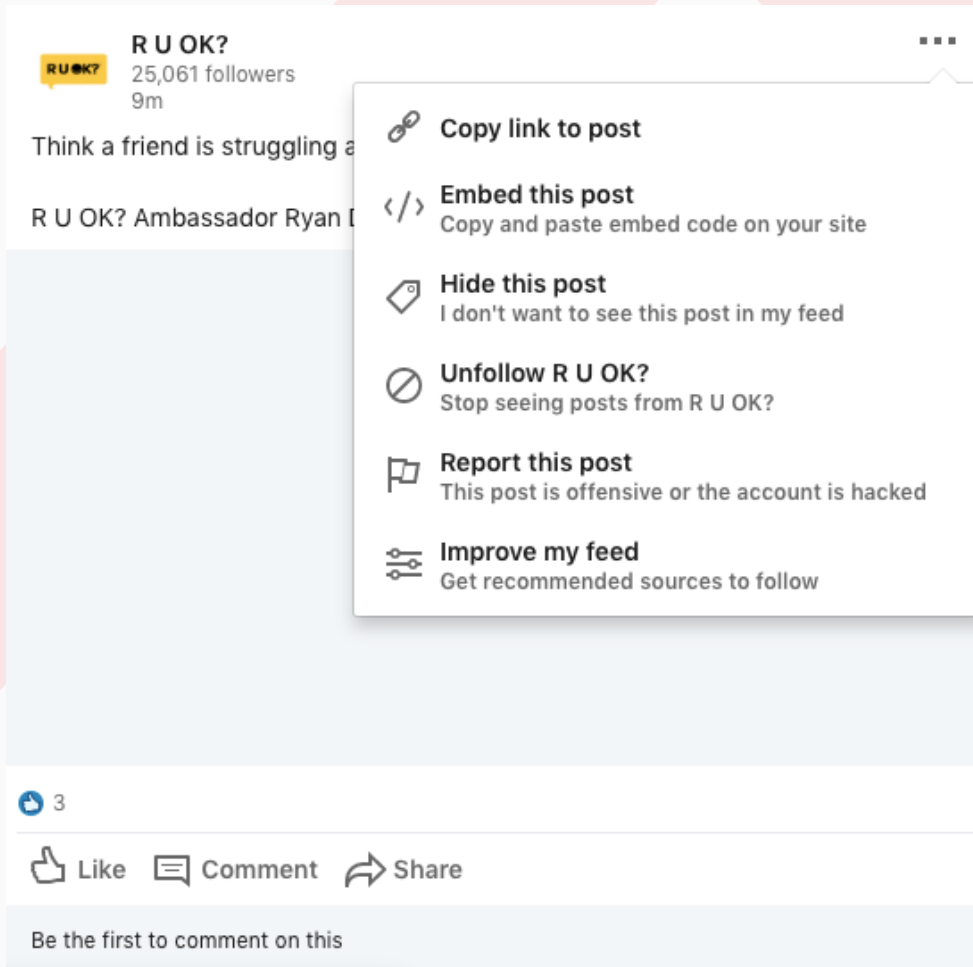 R U OK?
25,061 followers
9m
RUOK?
Think a friend is struggling a
R U OK? Ambassador Ryan
Copy link to post
Embed this post
Copy and paste embed code on your site
Hide this post
I don't want to see this post in my feed
Unfollow R U OK?
Stop seeing posts from R U OK?
Report this post
This post is offensive or the account is hacked
Improve my feed
Get recommended sources to follow
3
Like Comment Share
Be the first to comment on this